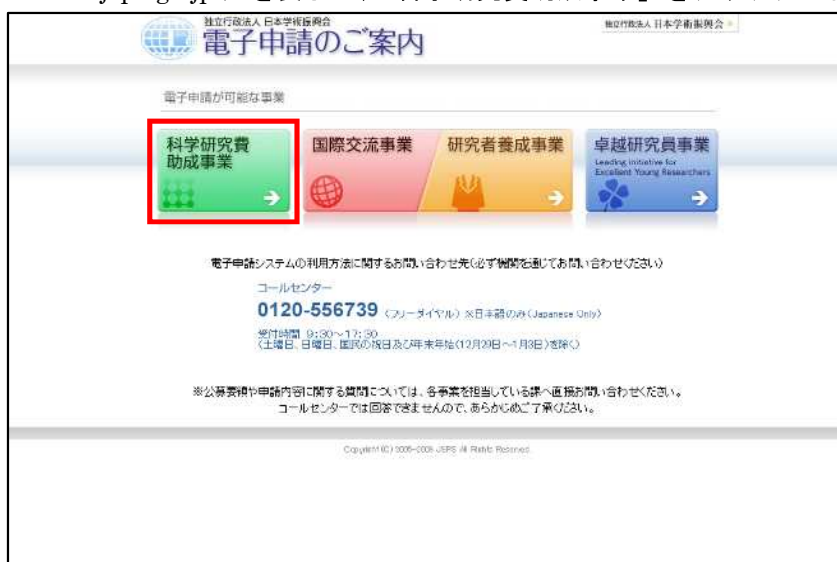 独立行政法人 日本学術振興会
電子申請のご案内
独立行政法人 日本学術振興会
電子申請が可能な事業
科学研究費
助成事業
国際交流事業
研究者養成事業
卓越研究員事業
Leading Initiative for
Excellent Young Researchers
電子申請システムの利用方法に関するお問い合わせ先(必ず機関を通じてお問い合わせください)
コールセンター
0120-556739 (フリーダイヤル) ※日本語のみ(Japanese Only)
受付時間 9:30~17:30
(土曜日、日曜日、国民の祝日及び年末年始(12月29日~1月3日)を除く)
※公募要領や申請内容に関する質問については、各事業を担当している課へ直接お問い合わせください。
コールセンターでは回答できませんので、あらかじめご了承ください。
Copyright (C) 2005-2008 JSPS All Rights Reserved.